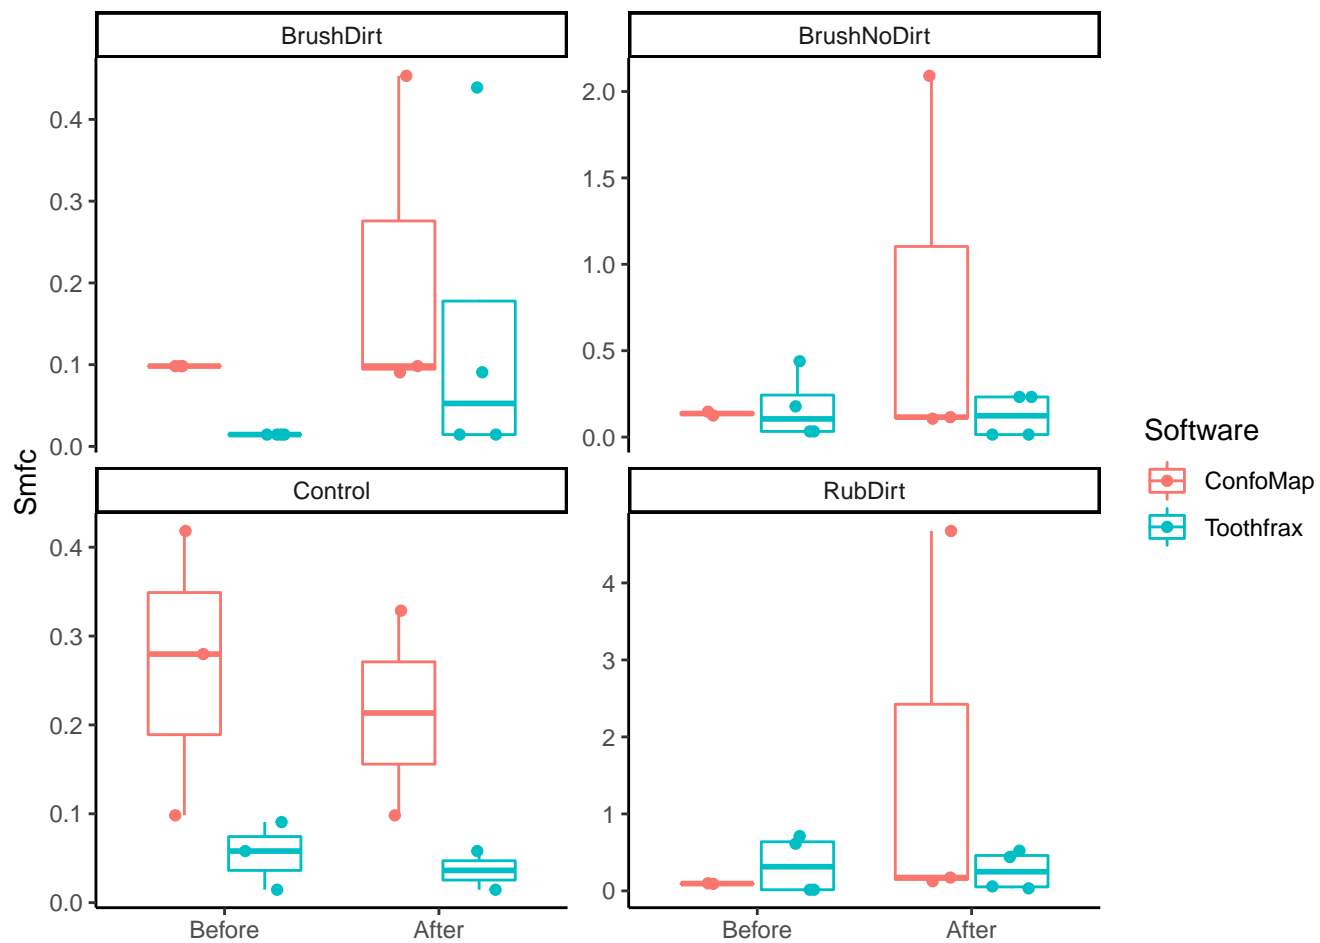 BrushDirt
BrushNoDirt
0.4
0.3
0.2
0.1
0.0
2.0
1.5
1.0
0.5
0.0
Smfc
Control
RubDirt
0.4
0.3
0.2
0.1
0.0
4
3
2
1
0
Before
After
Before
After
Software
ConfoMap
Toothfrax